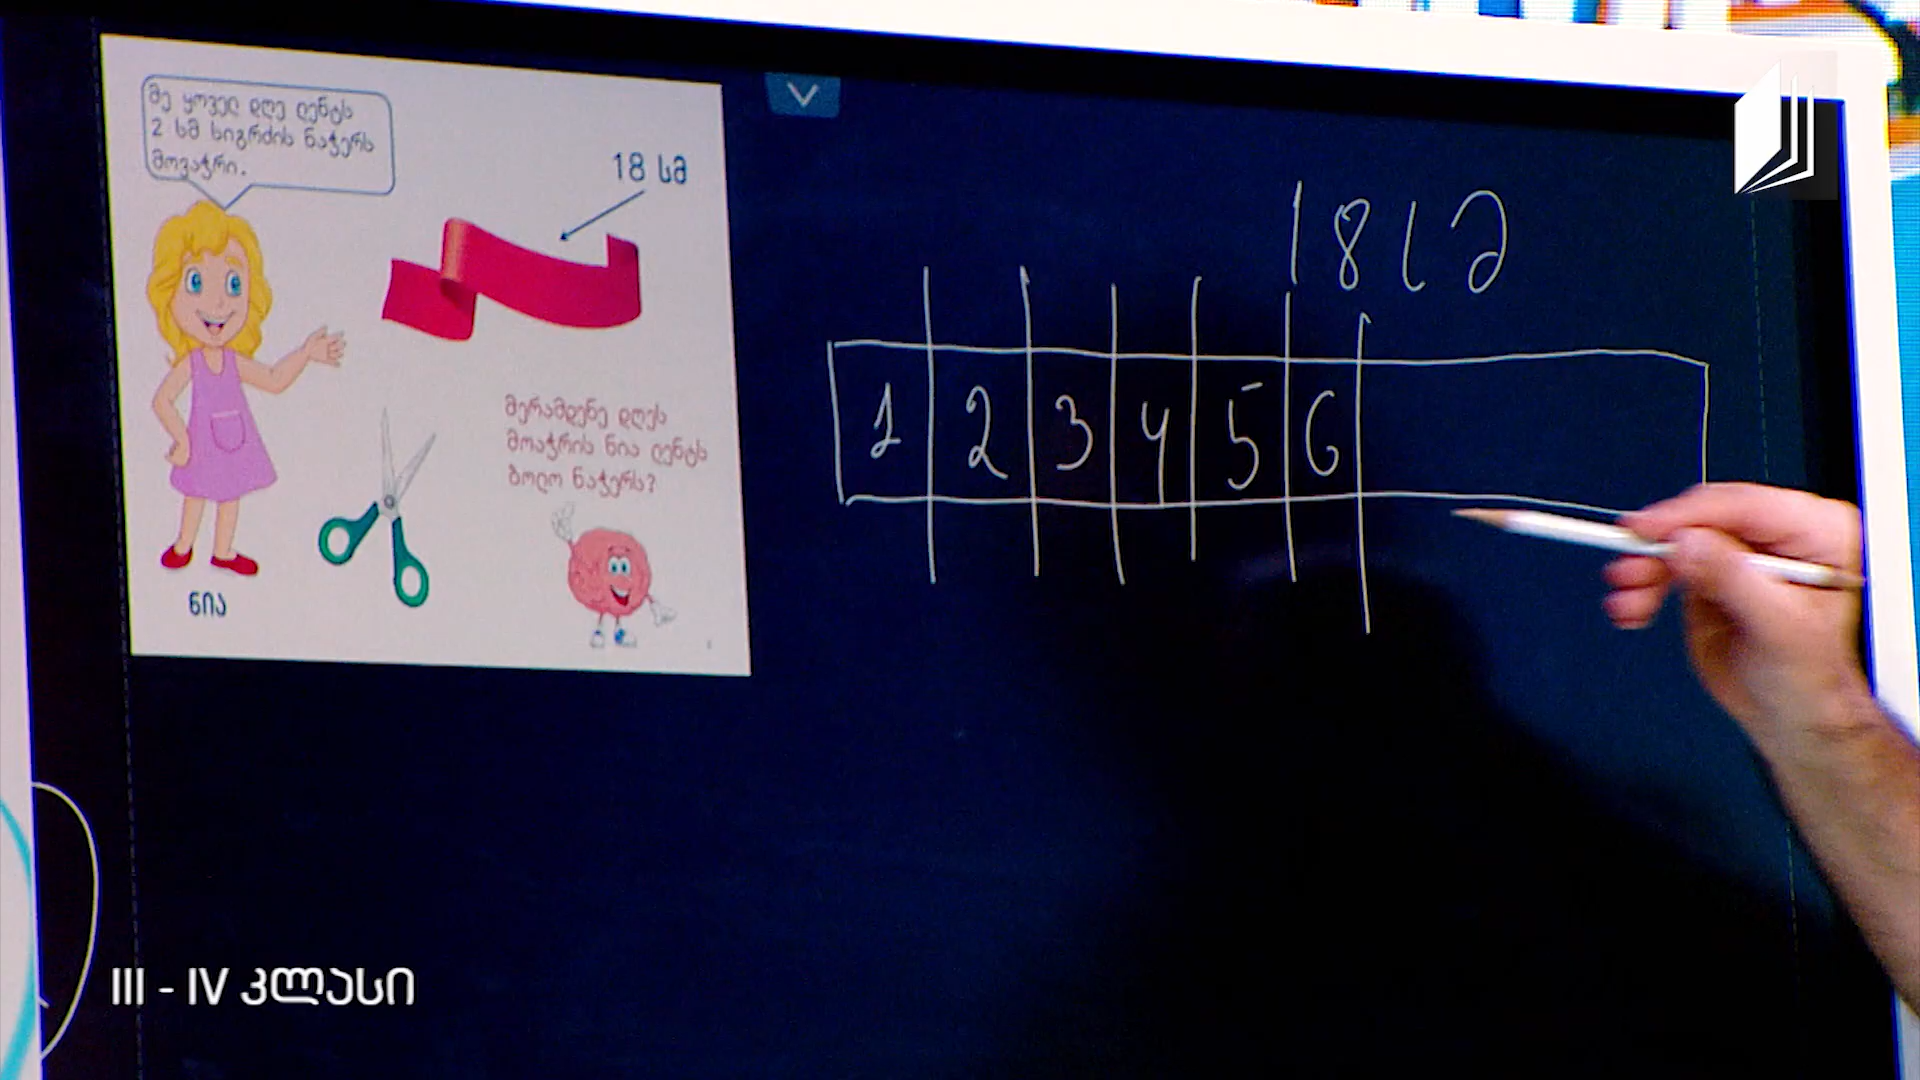 მე ყოველ დღე ლენტს
2 სმ სიგრძის ნაჭერს
მოვაჭრი.
18 სმ
მერამდენე დღეს
მოაჭრის ნია ლენტს
ბოლო ნაჭერს?
ნია
18 სმ
1 2 3 4 5 6
III - IV კლასი